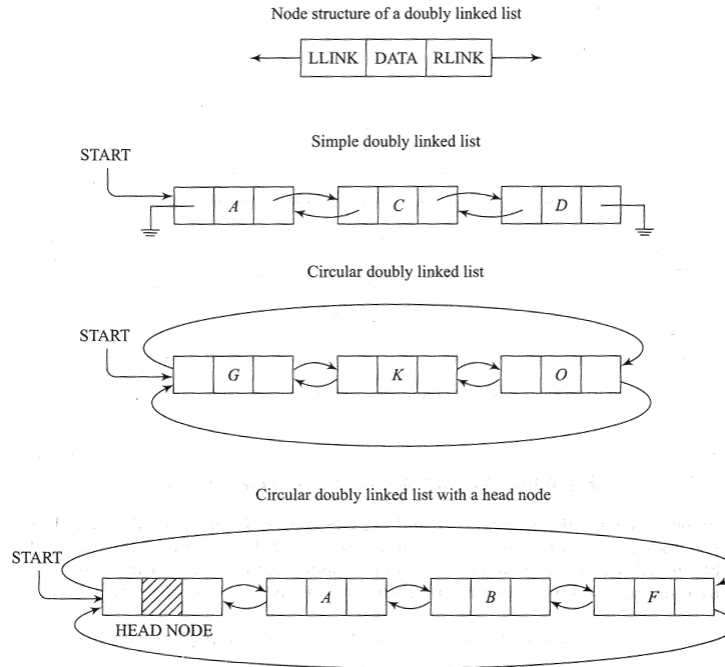 Node structure of a doubly linked list
LLINK DATA RLINK
Simple doubly linked list
START
A C D
Circular doubly linked list
START
G K O
Circular doubly linked list with a head node
START
A B F
HEAD NODE